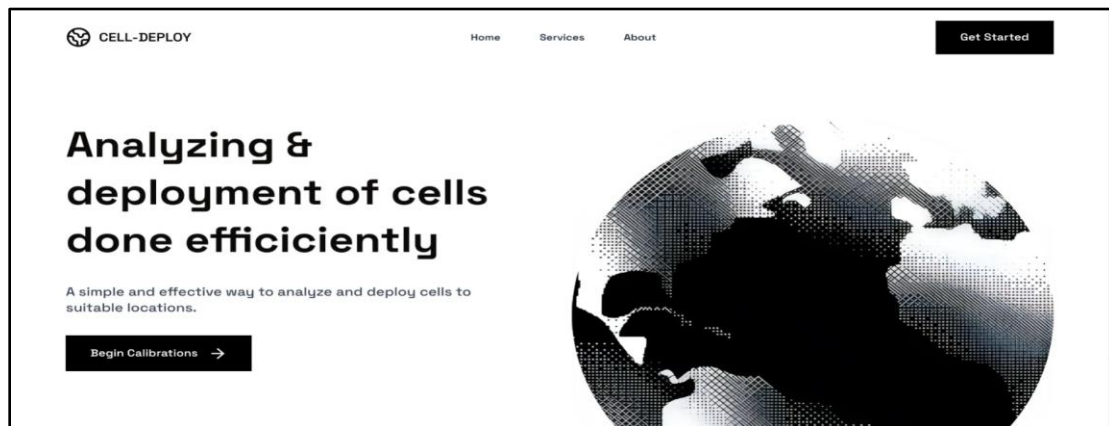 CELL-DEPLOY
Home Services About
Get Started
Analyzing &
deployment of cells
done efficiciently
A simple and effective way to analyze and deploy cells to
suitable locations.
Begin Calibrations →